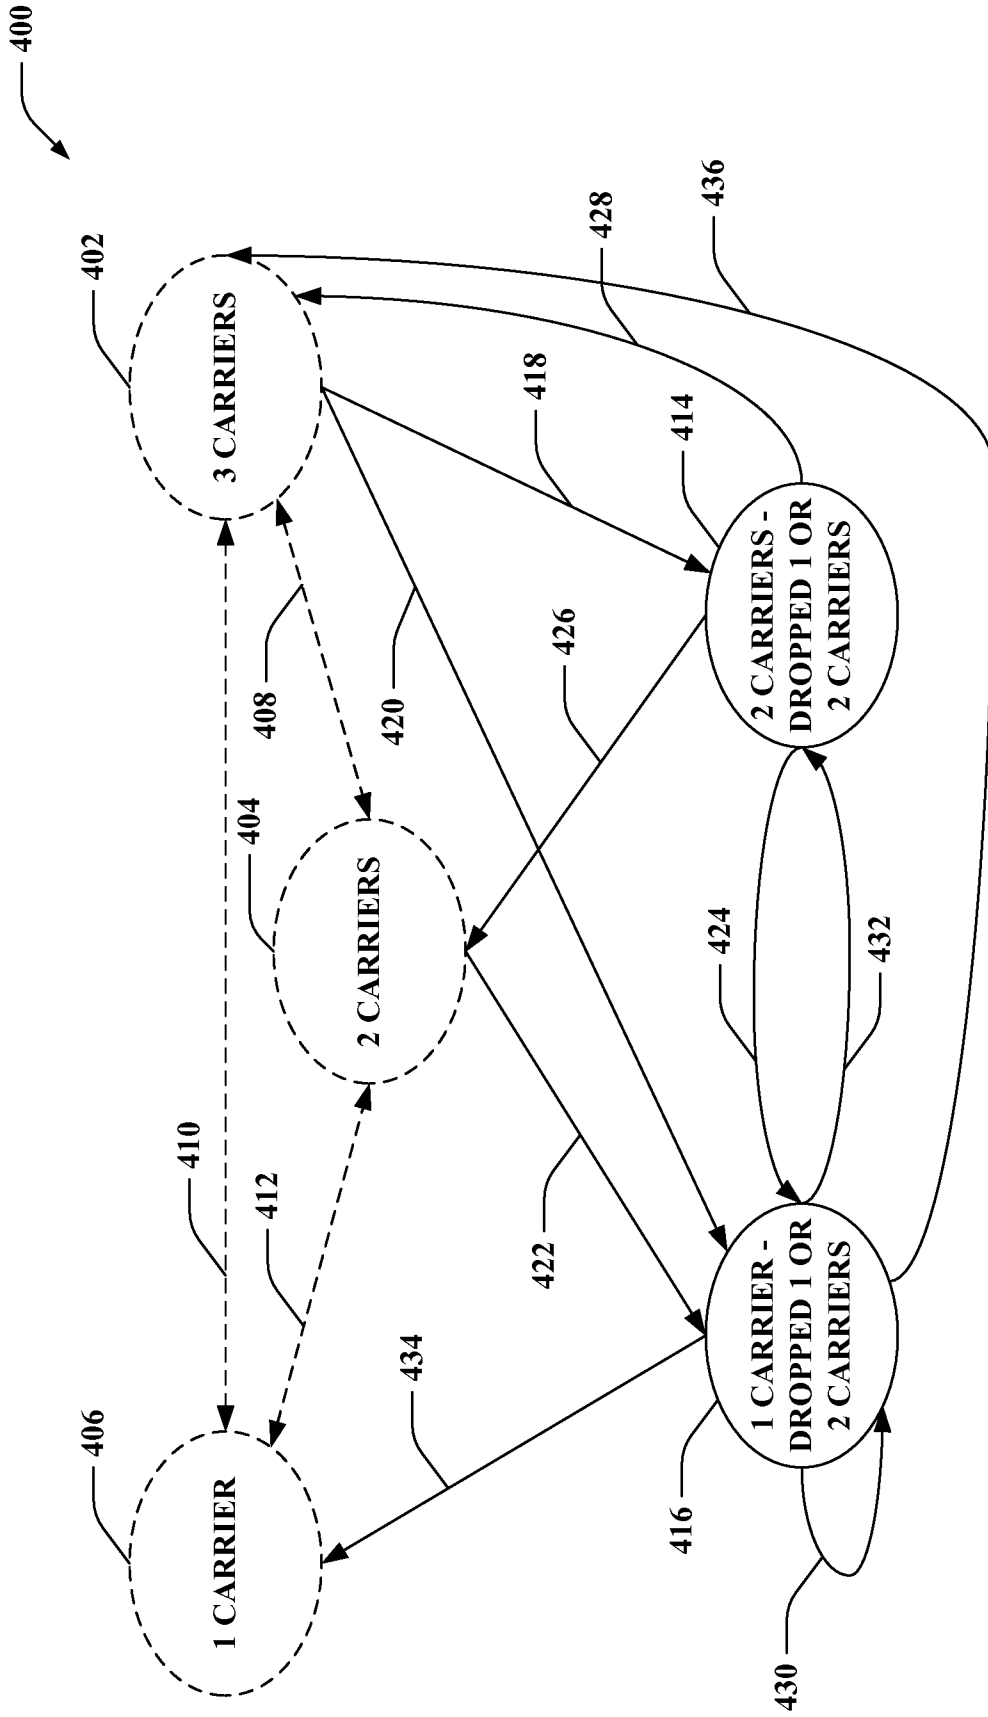 400
406
402
410
1 CARRIER
3 CARRIERS
412
404
408
2 CARRIERS
434
420
422
418
426
428
416
414
436
424
1 CARRIER -
DROPPED 1 OR
2 CARRIERS
2 CARRIERS -
DROPPED 1 OR
2 CARRIERS
430
432